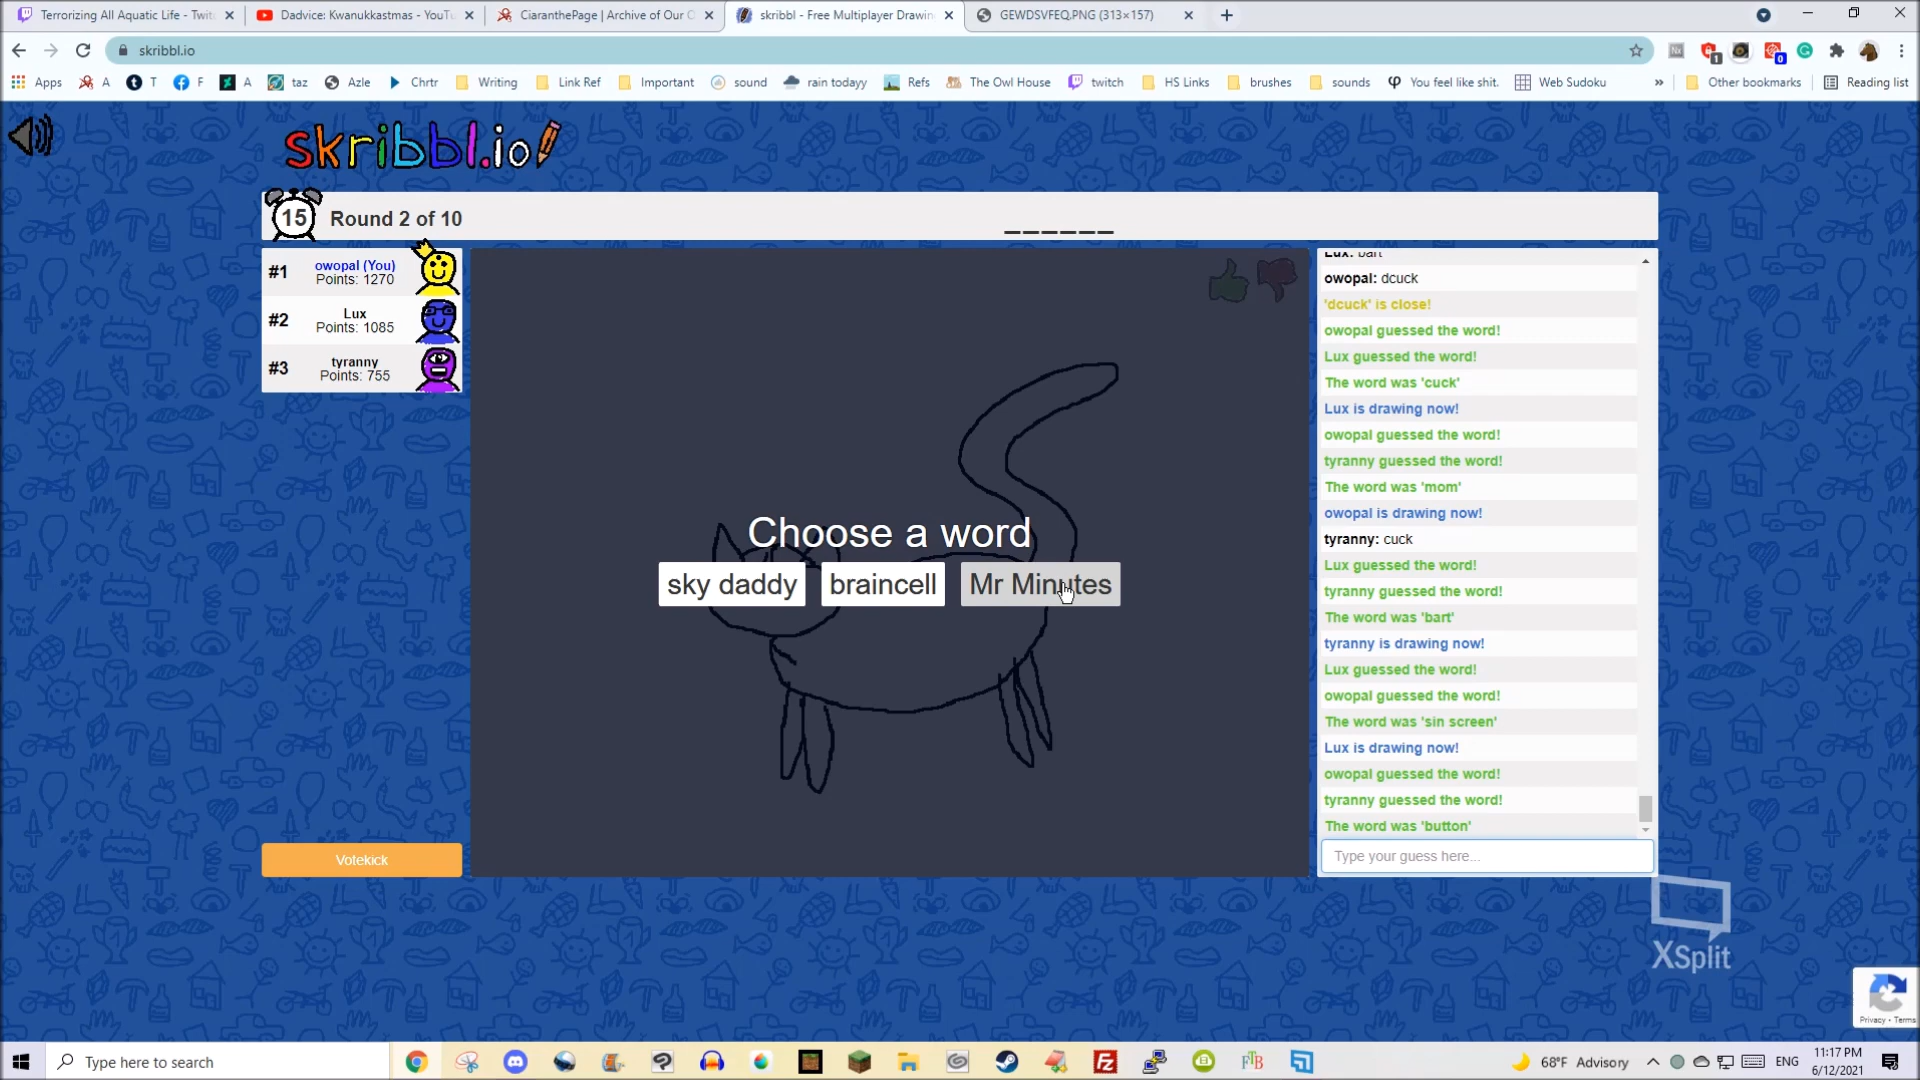 Terrorizing All Aquatic Life - Twit
Dadvice: Kwanukkastmas - YouTu
CiaranthePage | Archive of Our O
skribbl - Free Multiplayer Drawin
GEWDSVFEQ.PNG (313×157)
skribbl.io
Apps
A
T
F
A
taz
Azle
Chrtr
Writing
Link Ref
Important
sound
rain todayy
Refs
The Owl House
twitch
HS Links
brushes
sounds
You feel like shit.
Web Sudoku
»
Other bookmarks
Reading list
skribbl.io
15
Round 2 of 10
______
#1
owopal (You)
Points: 1270
#2
Lux
Points: 1085
#3
tyranny
Points: 755
Votekick
Choose a word
sky daddy
braincell
Mr Minutes
Lux: bart
owopal: dcuck
'dcuck' is close!
owopal guessed the word!
Lux guessed the word!
The word was 'cuck'
Lux is drawing now!
owopal guessed the word!
tyranny guessed the word!
The word was 'mom'
owopal is drawing now!
tyranny: cuck
Lux guessed the word!
tyranny guessed the word!
The word was 'bart'
tyranny is drawing now!
Lux guessed the word!
owopal guessed the word!
The word was 'sin screen'
Lux is drawing now!
owopal guessed the word!
tyranny guessed the word!
The word was 'button'
Type your guess here...
XSplit
Privacy - Terms
Type here to search
FTB
68°F Advisory
ENG
11:17 PM
6/12/2021